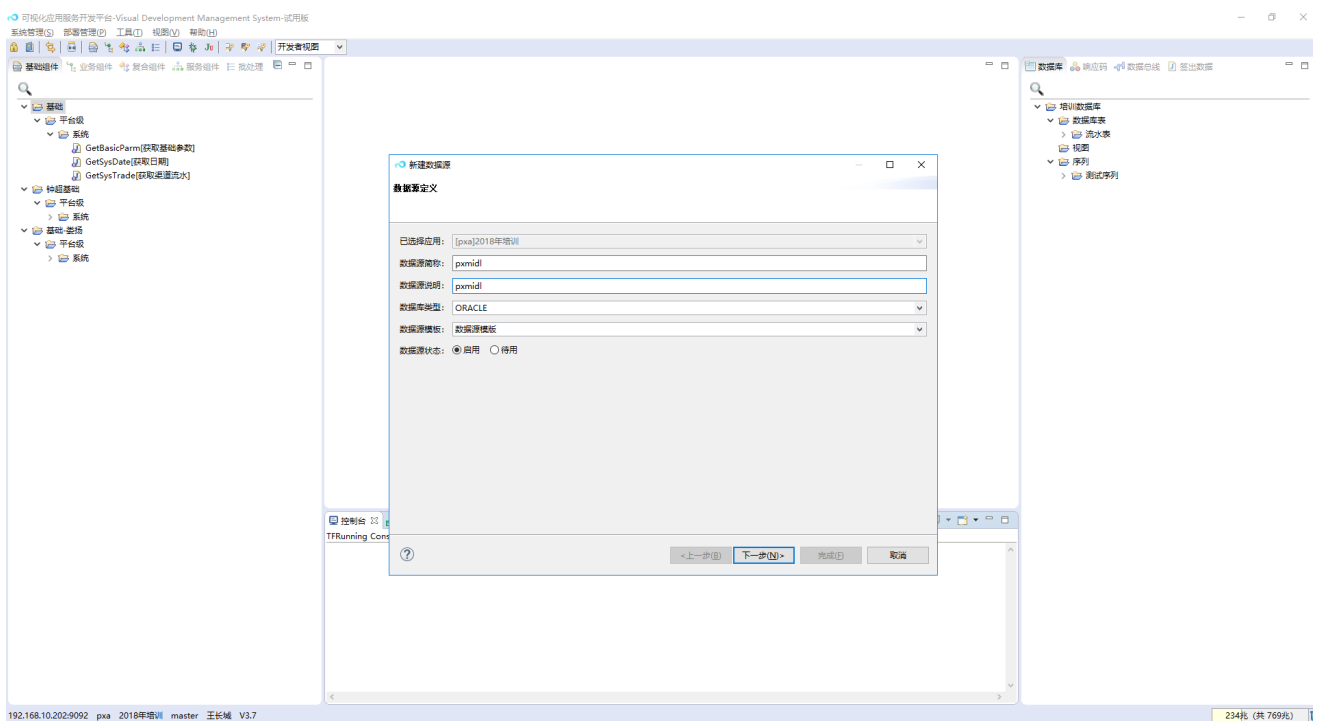 可视化应用服务开发平台-Visual Development Management System-试用版
系统管理(S) 部署管理(P) 工具(T) 视图(V) 帮助(H)
开发者视图
基础组件 业务组件 复合组件 服务组件 批处理
数据库 响应码 数据总线 签出数据
基础
平台级
系统
GetBasicParm[获取基础参数]
GetSysDate[获取日期]
GetSysTrade[获取渠道流水]
钟超基础
平台级
系统
基础-娄扬
平台级
系统
培训数据库
数据库表
流水表
视图
序列
测试序列
新建数据源
数据源定义
已选择应用: [pxa]2018年培训
数据源简称: pxmidl
数据源说明: pxmidl
数据库类型: ORACLE
数据源模板: 数据源模版
数据源状态: 启用 待用
<上一步(B) 下一步(N)> 完成(F) 取消
控制台
TFRunning Cons
192.168.10.202:9092 pxa 2018年培训 master 王长城 V3.7
234兆 (共 769兆)